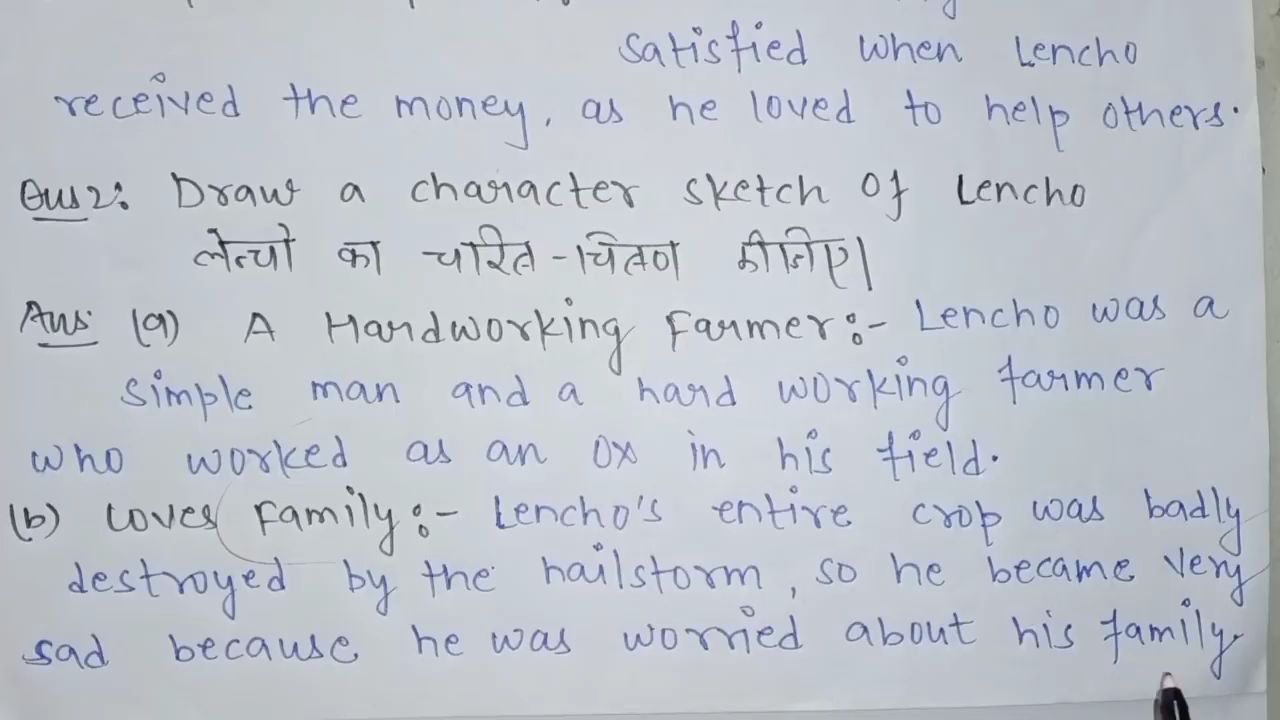 satisfied when Lencho
received the money, as he loved to help others.
Ques 2: Draw a character sketch of Lencho
लेन्चो का चरित्र-चित्रण कीजिए।
Ans (a) A Hardworking Farmer:- Lencho was a
simple man and a hard working farmer
who worked as an ox in his field.
(b) Loves Family:- Lencho's entire crop was badly
destroyed by the hailstorm, so he became very
sad because he was worried about his family.